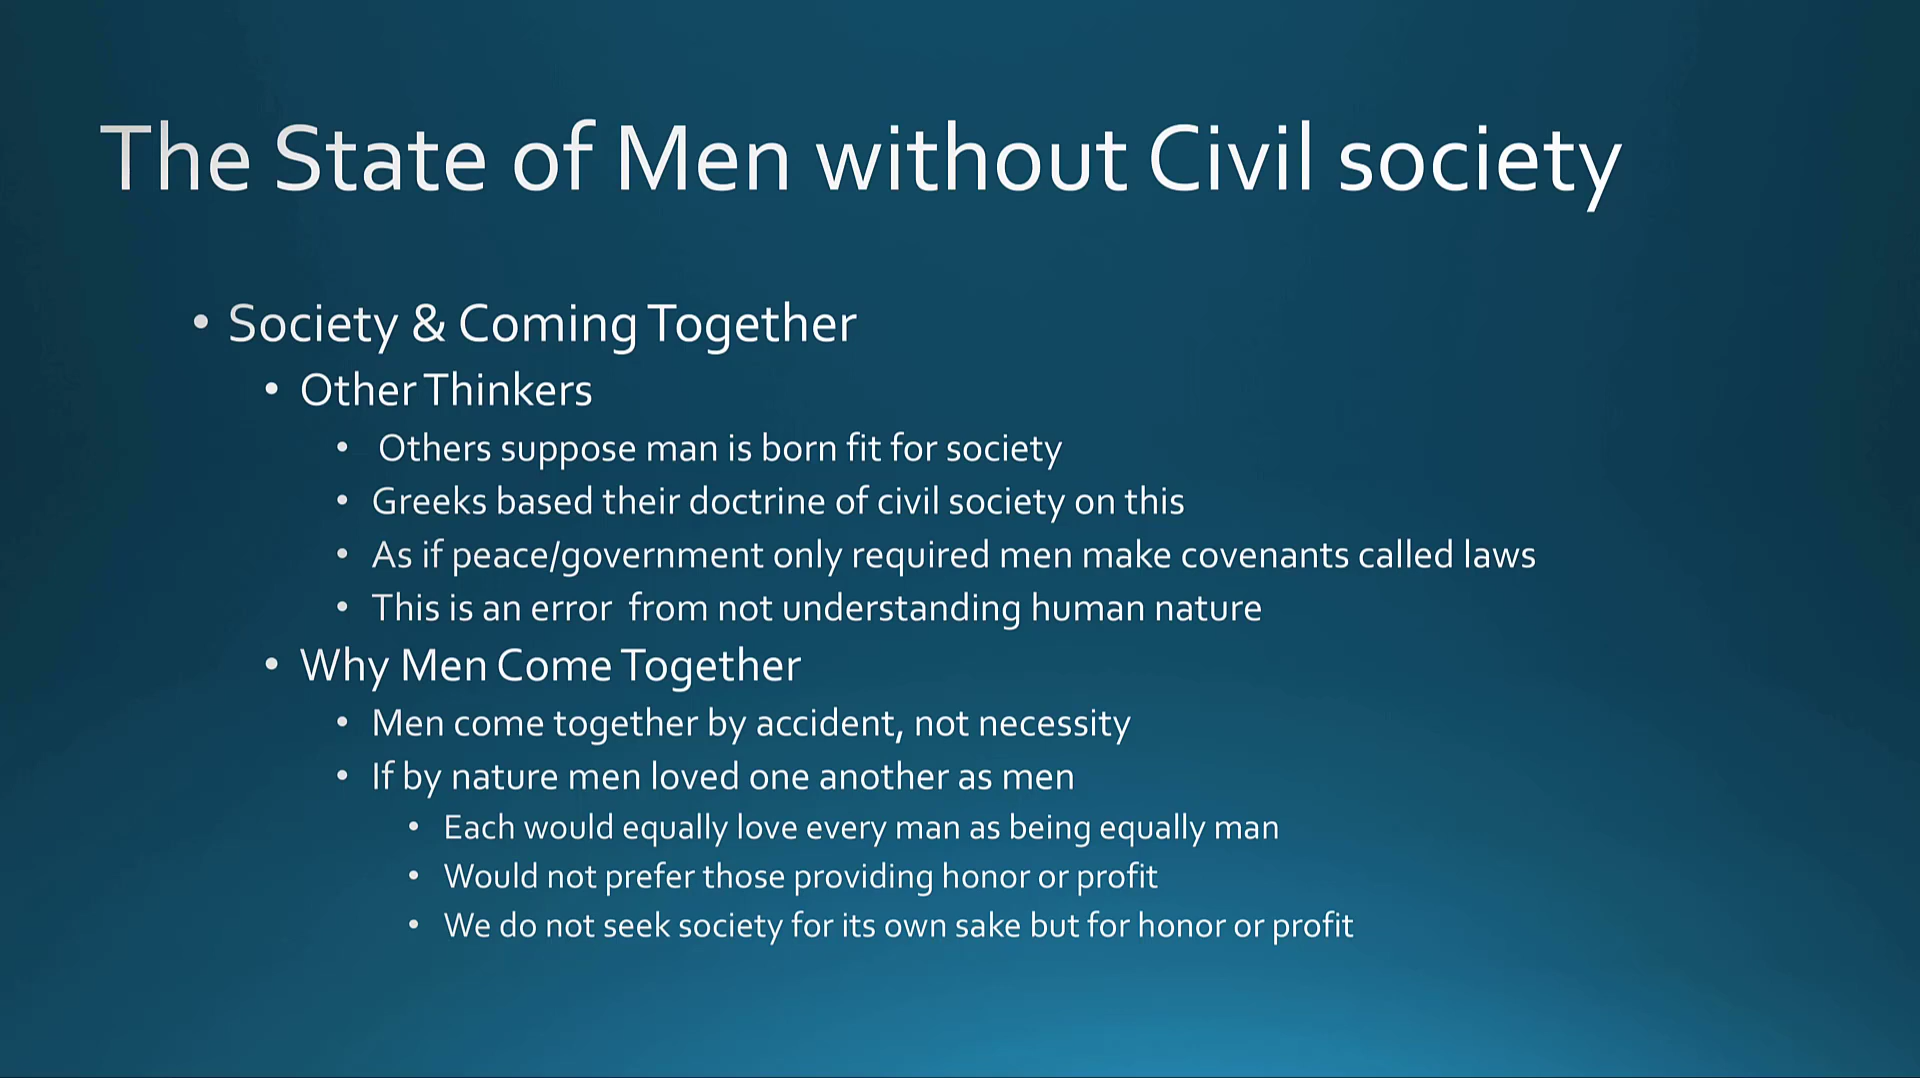 The State of Men without Civil society
• Society & Coming Together
• Other Thinkers
• Others suppose man is born fit for society
• Greeks based their doctrine of civil society on this
• As if peace/government only required men make covenants called laws
• This is an error from not understanding human nature
• Why Men Come Together
• Men come together by accident, not necessity
• If by nature men loved one another as men
• Each would equally love every man as being equally man
• Would not prefer those providing honor or profit
• We do not seek society for its own sake but for honor or profit